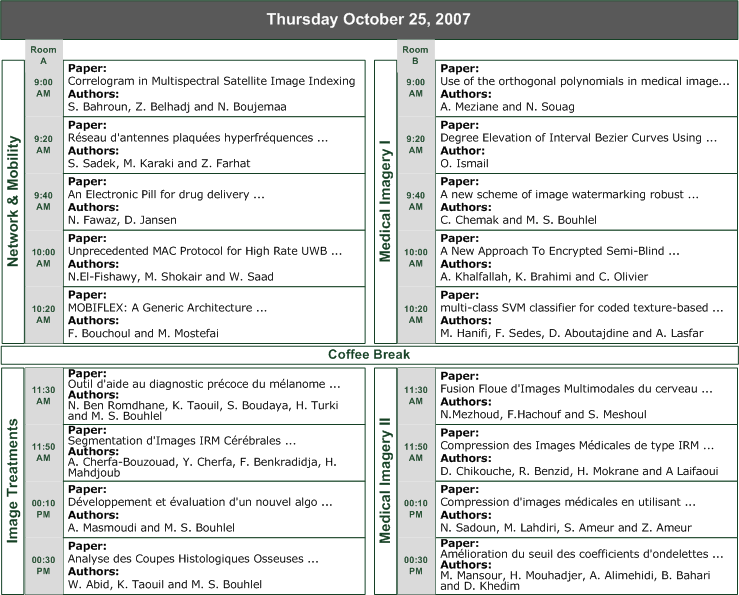 Thursday October 25, 2007
Room A
Network & Mobility
9:00 AM
Paper:
Correlogram in Multispectral Satellite Image Indexing
Authors:
S. Bahroun, Z. Belhadj and N. Boujemaa
9:20 AM
Paper:
Réseau d'antennes plaquées hyperfréquences ...
Authors:
S. Sadek, M. Karaki and Z. Farhat
9:40 AM
Paper:
An Electronic Pill for drug delivery ...
Authors:
N. Fawaz, D. Jansen
10:00 AM
Paper:
Unprecedented MAC Protocol for High Rate UWB ...
Authors:
N.El-Fishawy, M. Shokair and W. Saad
10:20 AM
Paper:
MOBIFLEX: A Generic Architecture ...
Authors:
F. Bouchoul and M. Mostefai
Room B
Medical Imagery I
9:00 AM
Paper:
Use of the orthogonal polynomials in medical image...
Authors:
A. Meziane and N. Souag
9:20 AM
Paper:
Degree Elevation of Interval Bezier Curves Using ...
Author:
O. Ismail
9:40 AM
Paper:
A new scheme of image watermarking robust ...
Authors:
C. Chemak and M. S. Bouhlel
10:00 AM
Paper:
A New Approach To Encrypted Semi-Blind ...
Authors:
A. Khalfallah, K. Brahimi and C. Olivier
10:20 AM
Paper:
multi-class SVM classifier for coded texture-based ...
Authors:
M. Hanifi, F. Sedes, D. Aboutajdine and A. Lasfar
Coffee Break
Image Treatments
11:30 AM
Paper:
Outil d'aide au diagnostic précoce du mélanome ...
Authors:
N. Ben Romdhane, K. Taouil, S. Boudaya, H. Turki
and M. S. Bouhlel
11:50 AM
Paper:
Segmentation d'Images IRM Cérébrales ...
Authors:
A. Cherfa-Bouzouad, Y. Cherfa, F. Benkradidja, H.
Mahdjoub
00:10 PM
Paper:
Développement et évaluation d'un nouvel algo ...
Authors:
A. Masmoudi and M. S. Bouhlel
00:30 PM
Paper:
Analyse des Coupes Histologiques Osseuses ...
Authors:
W. Abid, K. Taouil and M. S. Bouhlel
Medical Imagery II
11:30 AM
Paper:
Fusion Floue d'Images Multimodales du cerveau ...
Authors:
N.Mezhoud, F.Hachouf and S. Meshoul
11:50 AM
Paper:
Compression des Images Médicales de type IRM ...
Authors:
D. Chikouche, R. Benzid, H. Mokrane and A Laifaoui
00:10 PM
Paper:
Compression d'images médicales en utilisant ...
Authors:
N. Sadoun, M. Lahdiri, S. Ameur and Z. Ameur
00:30 PM
Paper:
Amélioration du seuil des coefficients d'ondelettes ...
Authors:
M. Mansour, H. Mouhadjer, A. Alimehidi, B. Bahari
and D. Khedim